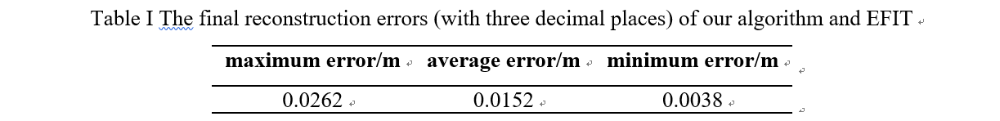 Table I The final reconstruction errors (with three decimal places) of our algorithm and EFIT
maximum error/m average error/m minimum error/m
0.0262 0.0152 0.0038